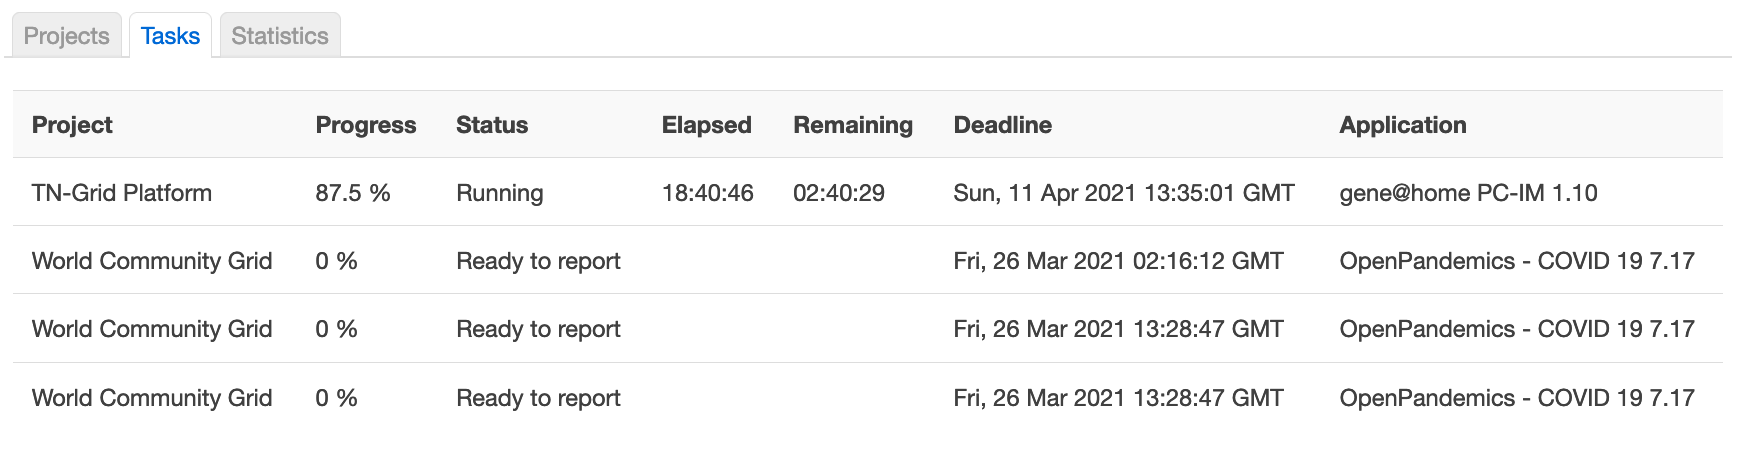 Projects Tasks Statistics
Project Progress Status Elapsed Remaining Deadline Application
TN-Grid Platform 87.5 % Running 18:40:46 02:40:29 Sun, 11 Apr 2021 13:35:01 GMT gene@home PC-IM 1.10
World Community Grid 0 % Ready to report Fri, 26 Mar 2021 02:16:12 GMT OpenPandemics - COVID 19 7.17
World Community Grid 0 % Ready to report Fri, 26 Mar 2021 13:28:47 GMT OpenPandemics - COVID 19 7.17
World Community Grid 0 % Ready to report Fri, 26 Mar 2021 13:28:47 GMT OpenPandemics - COVID 19 7.17